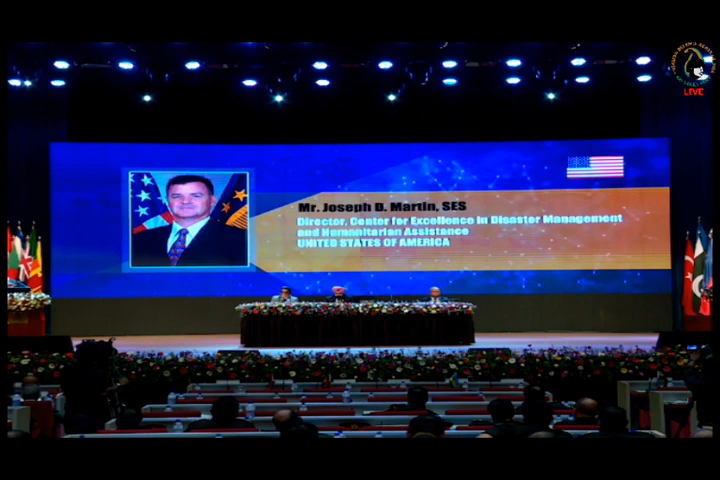 LIVE
Mr. Joseph D. Martin, SES
Director, Center for Excellence in Disaster Management
and Humanitarian Assistance
UNITED STATES OF AMERICA